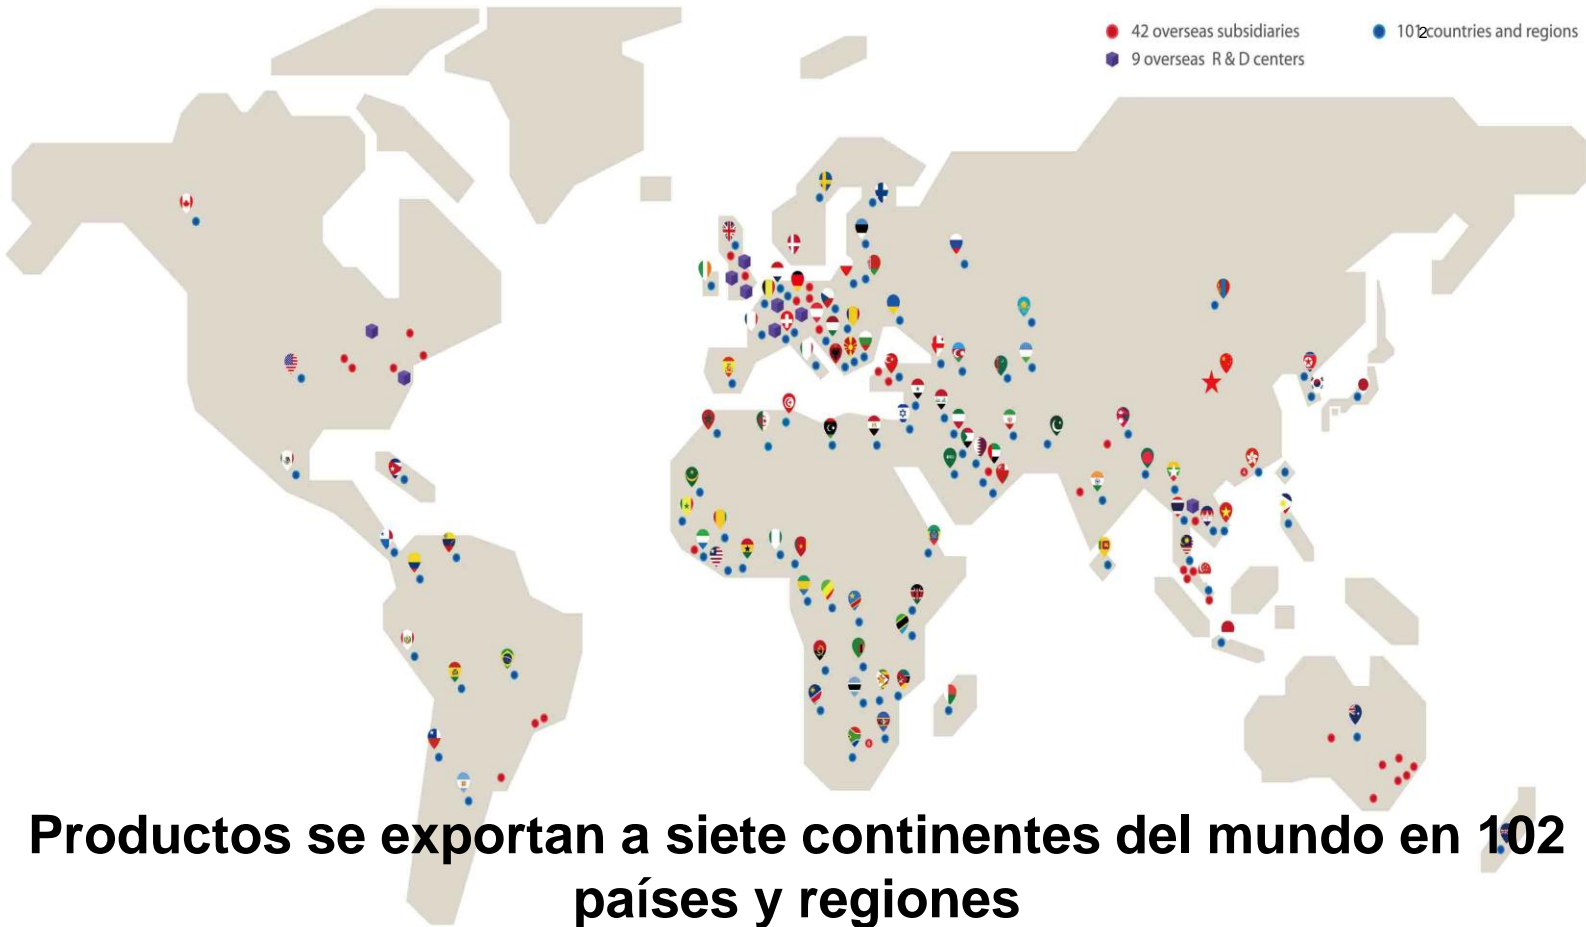 42 overseas subsidiaries
102 countries and regions
9 overseas R & D centers
Productos se exportan a siete continentes del mundo en 102
países y regiones